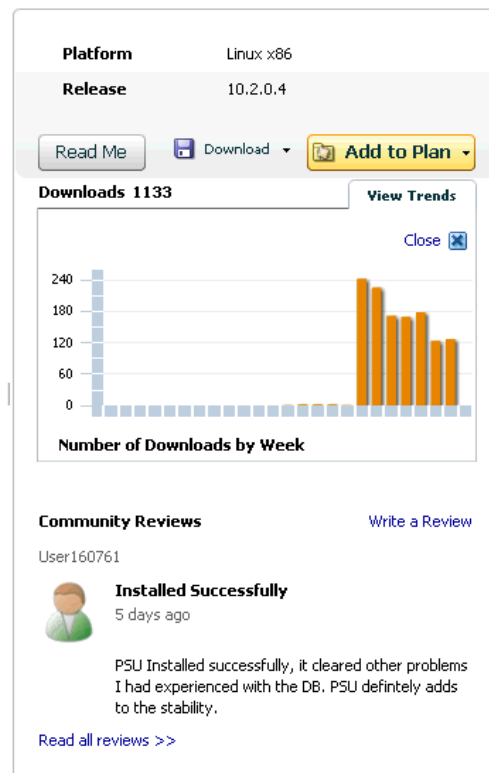 Platform Linux x86
Release 10.2.0.4
Read Me Download Add to Plan
Downloads 1133 View Trends
Close
240
180
120
60
0
Number of Downloads by Week
Community Reviews Write a Review
User160761
Installed Successfully
5 days ago
PSU Installed successfully, it cleared other problems
I had experienced with the DB. PSU defintely adds
to the stability.
Read all reviews >>